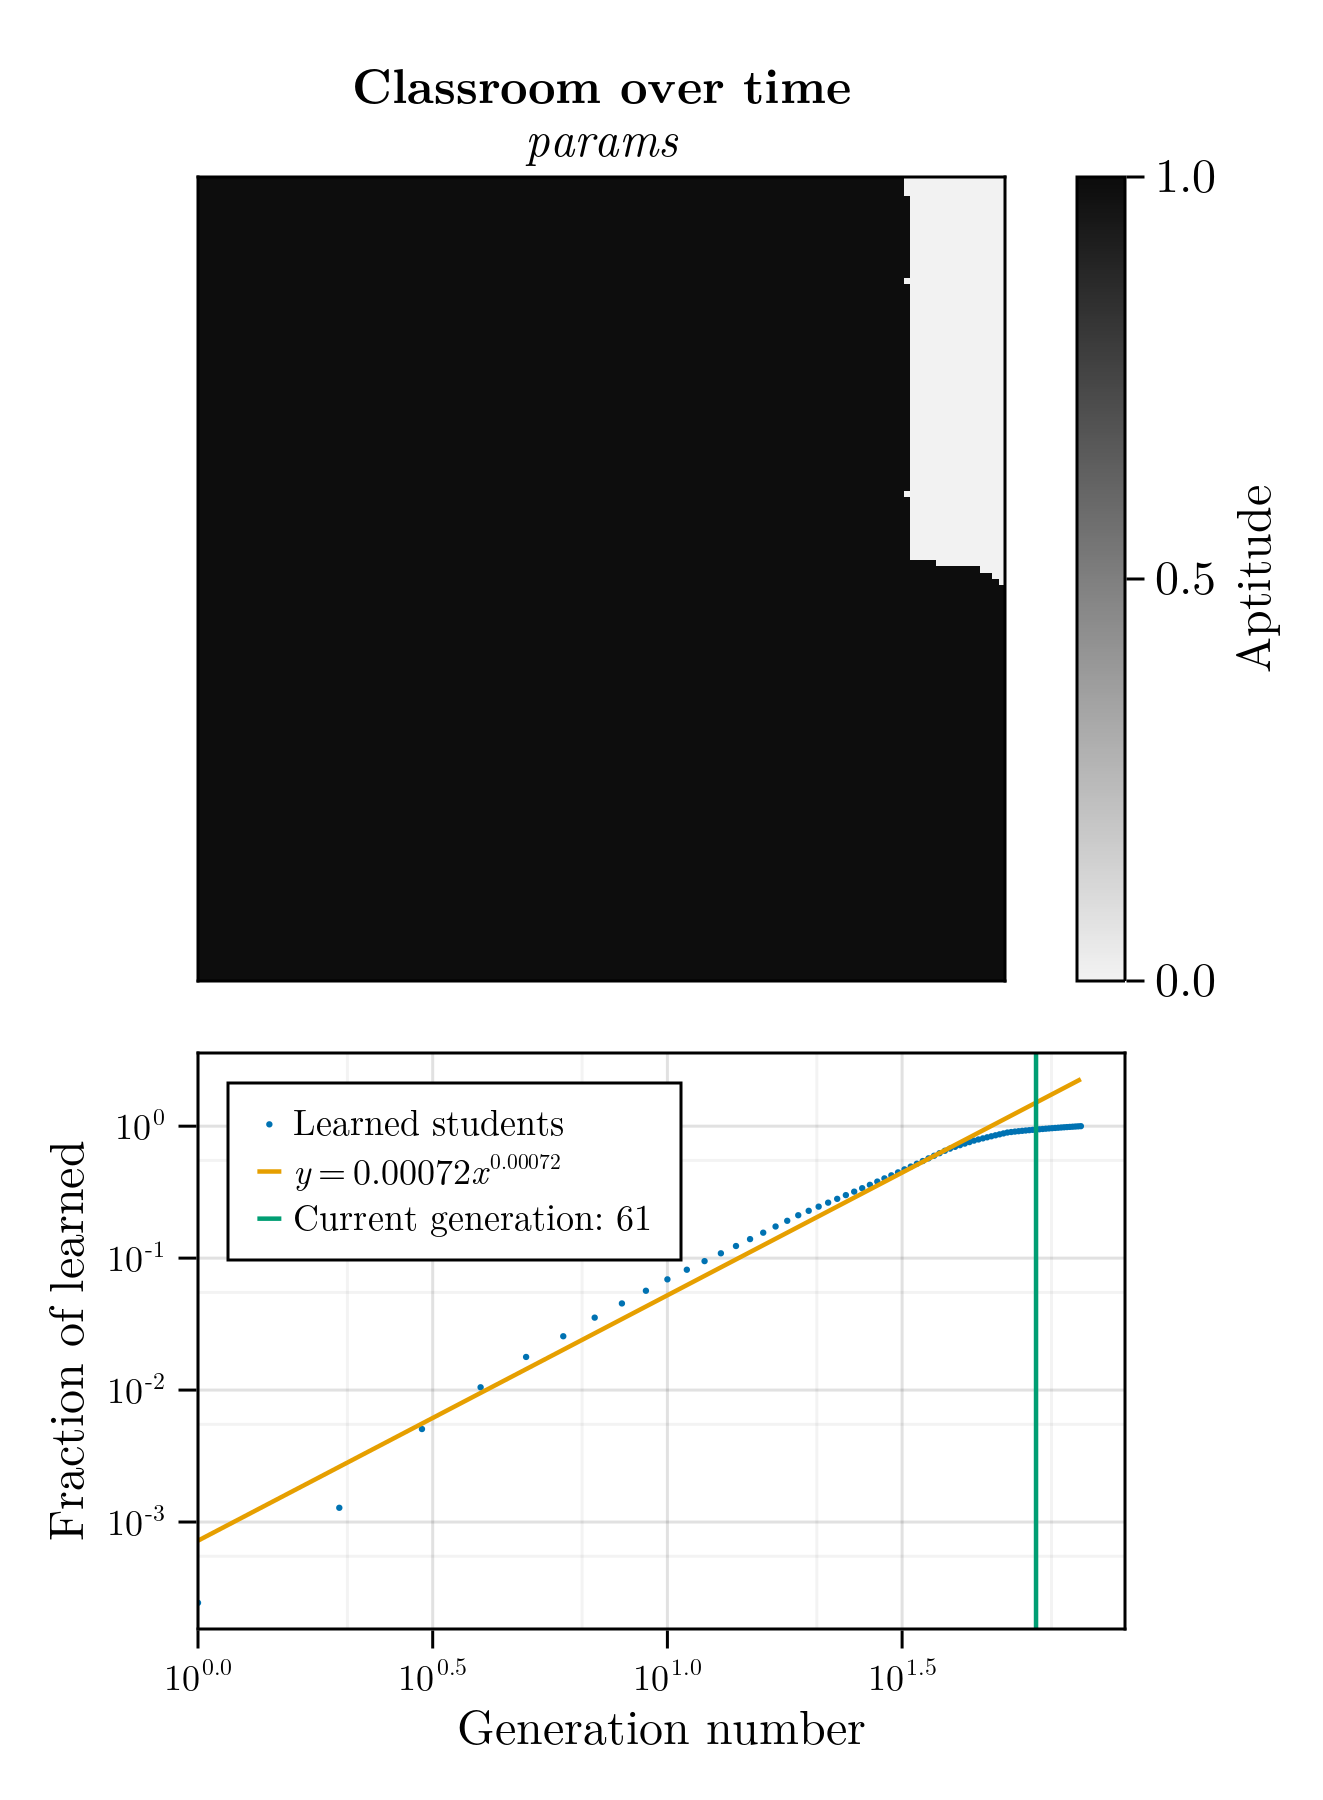 Classroom over time
params
1.0
0.5
0.0
Aptitude
Learned students
y = 0.00072x^0.00072
Current generation: 61
10^0
10^-1
10^-2
10^-3
Fraction of learned
10^0.0 10^0.5 10^1.0 10^1.5
Generation number